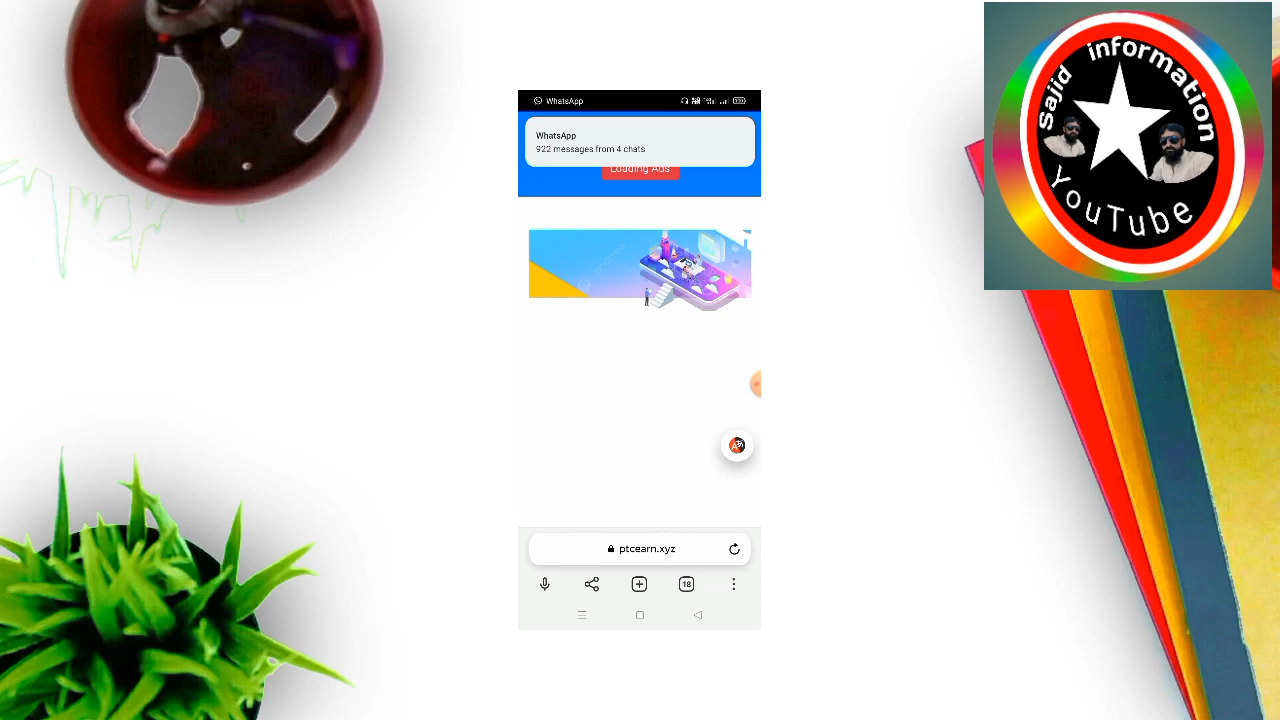 WhatsApp
WhatsApp
922 messages from 4 chats
Loading Ads
ptcearn.xyz
18
Sajid information
YouTube